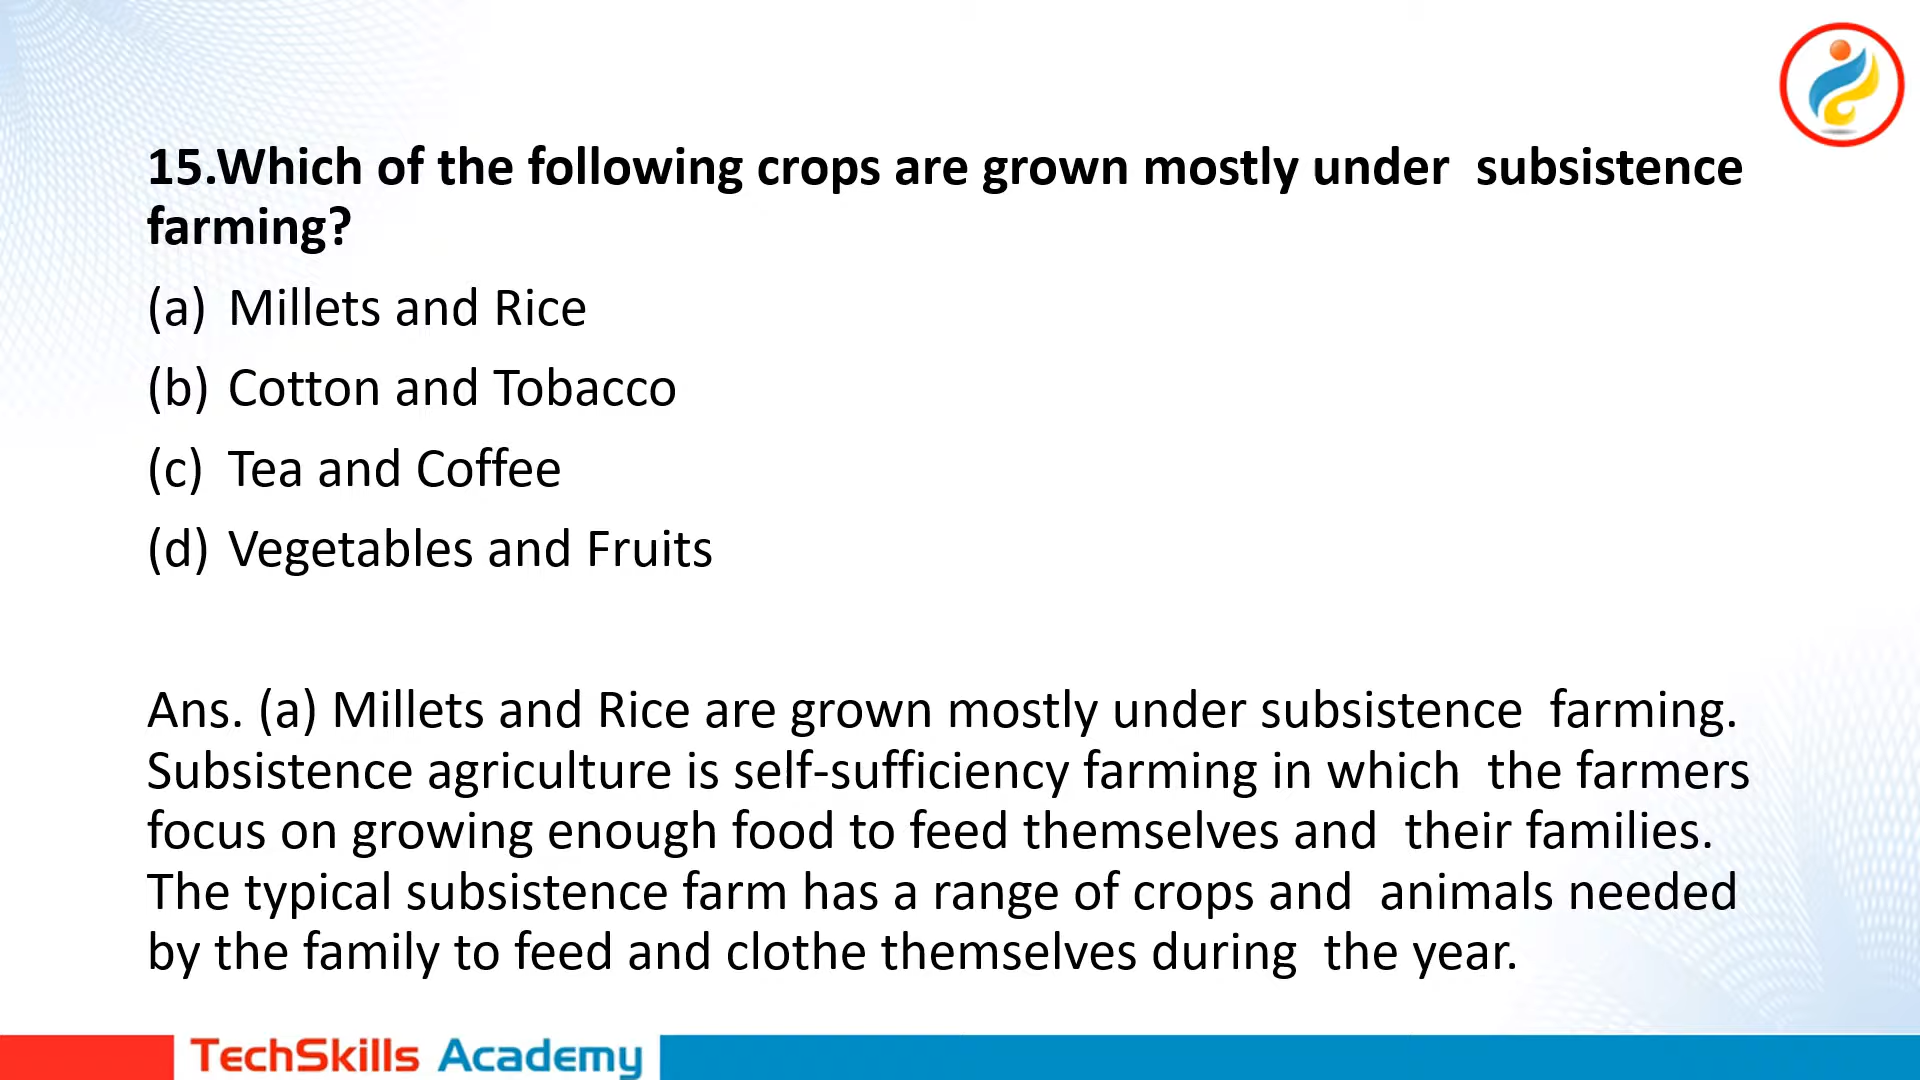 15.Which of the following crops are grown mostly under  subsistence
farming?
(a) Millets and Rice
(b) Cotton and Tobacco
(c) Tea and Coffee
(d) Vegetables and Fruits
Ans. (a) Millets and Rice are grown mostly under subsistence  farming.
Subsistence agriculture is self-sufficiency farming in which  the farmers
focus on growing enough food to feed themselves and  their families.
The typical subsistence farm has a range of crops and  animals needed
by the family to feed and clothe themselves during  the year.
TechSkills Academy